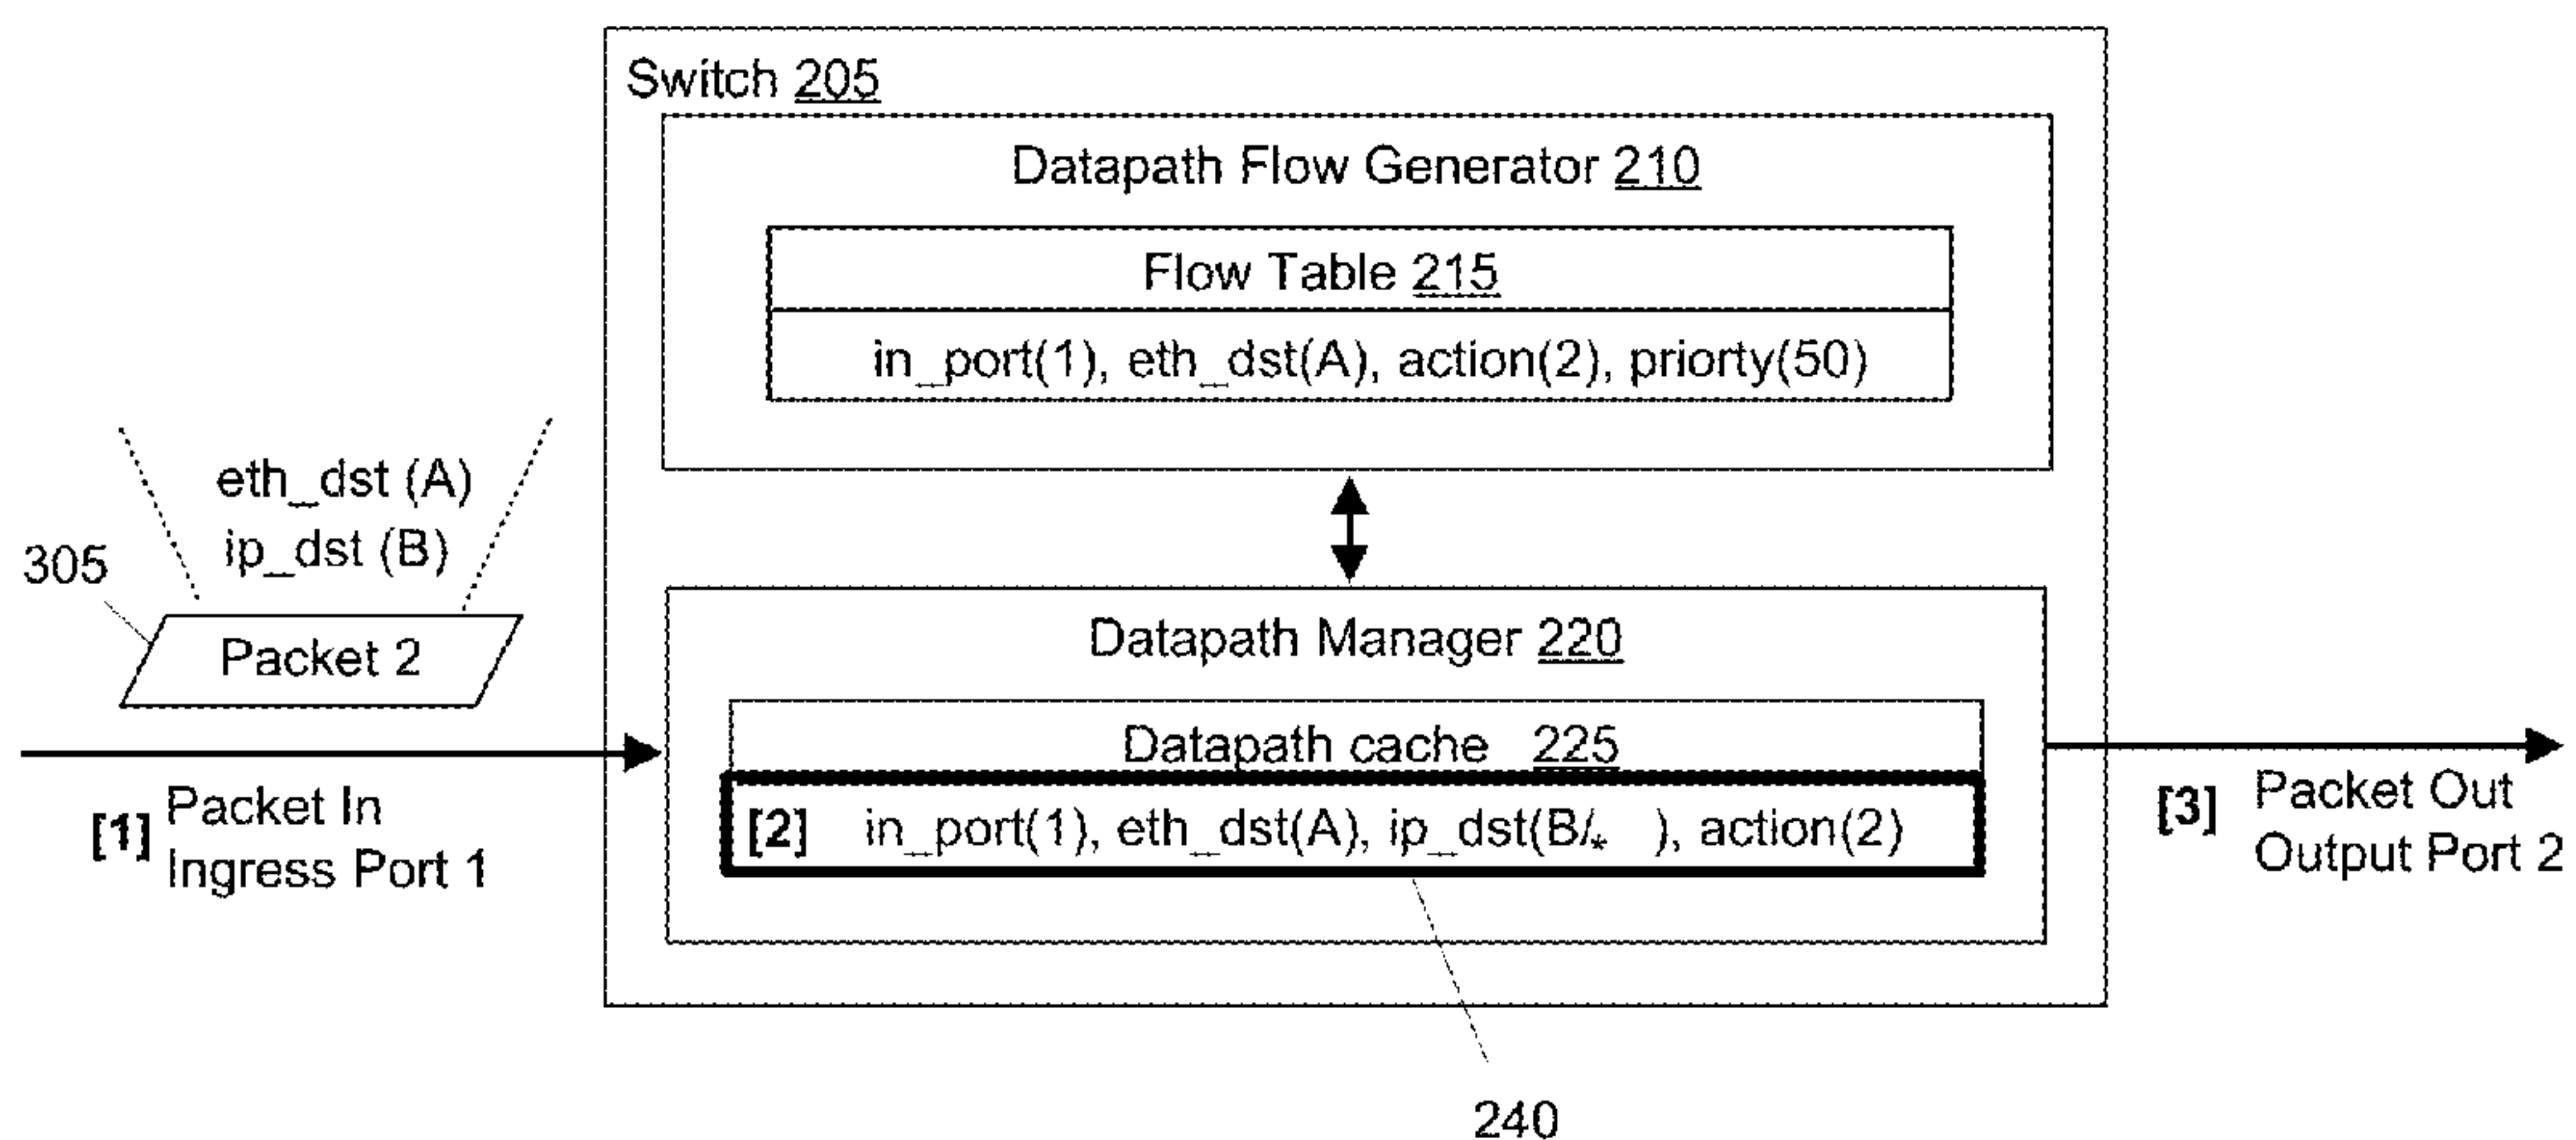 Switch 205
Datapath Flow Generator 210
Flow Table 215
in_port(1), eth_dst(A), action(2), priorty(50)
eth_dst (A)
ip_dst (B)
305
Packet 2
Datapath Manager 220
Datapath cache 225
[1] Packet In
Ingress Port 1
[2] in_port(1), eth_dst(A), ip_dst(B/* ), action(2)
[3] Packet Out
Output Port 2
240